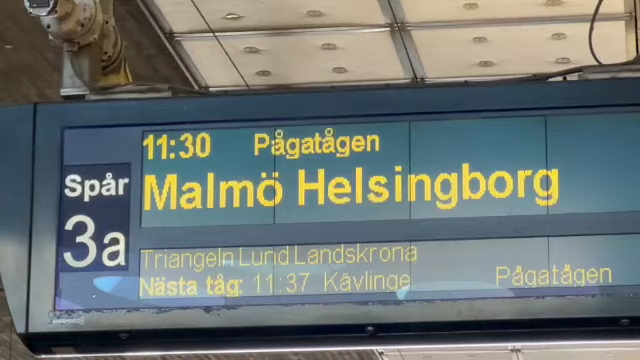 11:30 Pågatågen
Spår
Malmö Helsingborg
3a
Triangeln Lund Landskrona
Nästa tåg: 11:37 Kävlinge Pågatågen